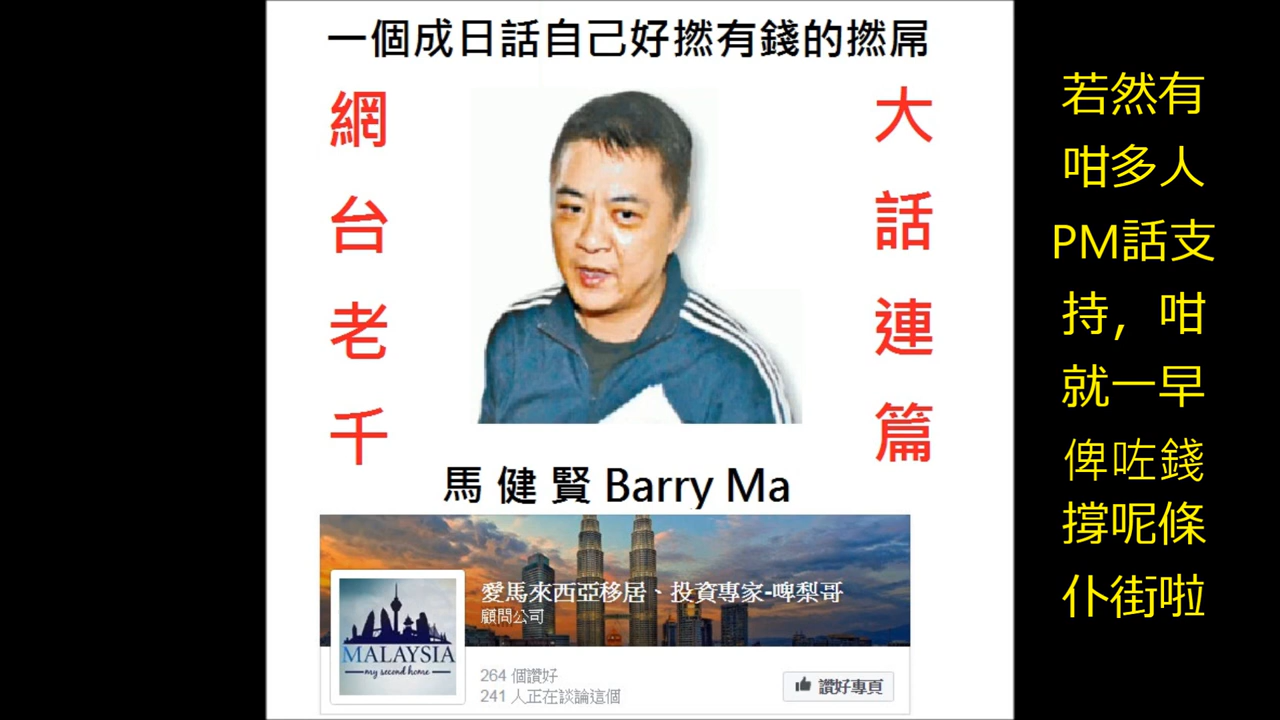 一個成日話自己好撚有錢的撚屌
網台老千
大話連篇
馬健賢 Barry Ma
愛馬來西亞移居、投資專家-啤梨哥
顧問公司
MALAYSIA
my second home
264 個讚好
241 人正在談論這個
讚好專頁
若然有
咁多人
PM話支
持，咁
就一早
俾咗錢
撐呢條
仆街啦